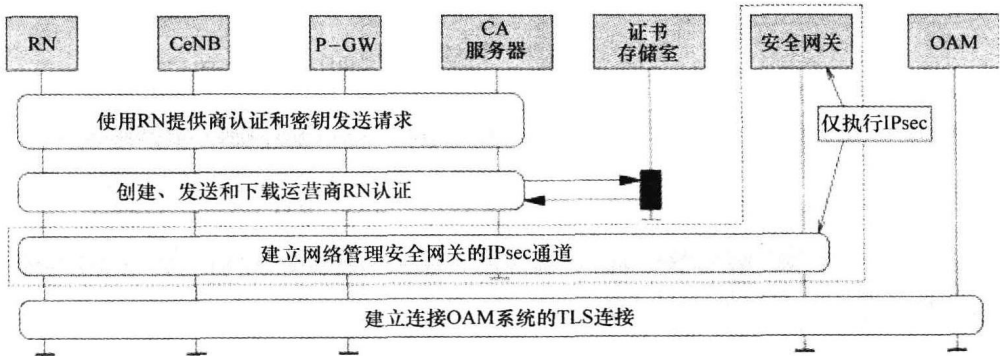 RN
CeNB
P-GW
CA
服务器
证书
存储室
安全网关
OAM
使用RN提供商认证和密钥发送请求
仅执行IPsec
创建、发送和下载运营商RN认证
建立网络管理安全网关的IPsec通道
建立连接OAM系统的TLS连接